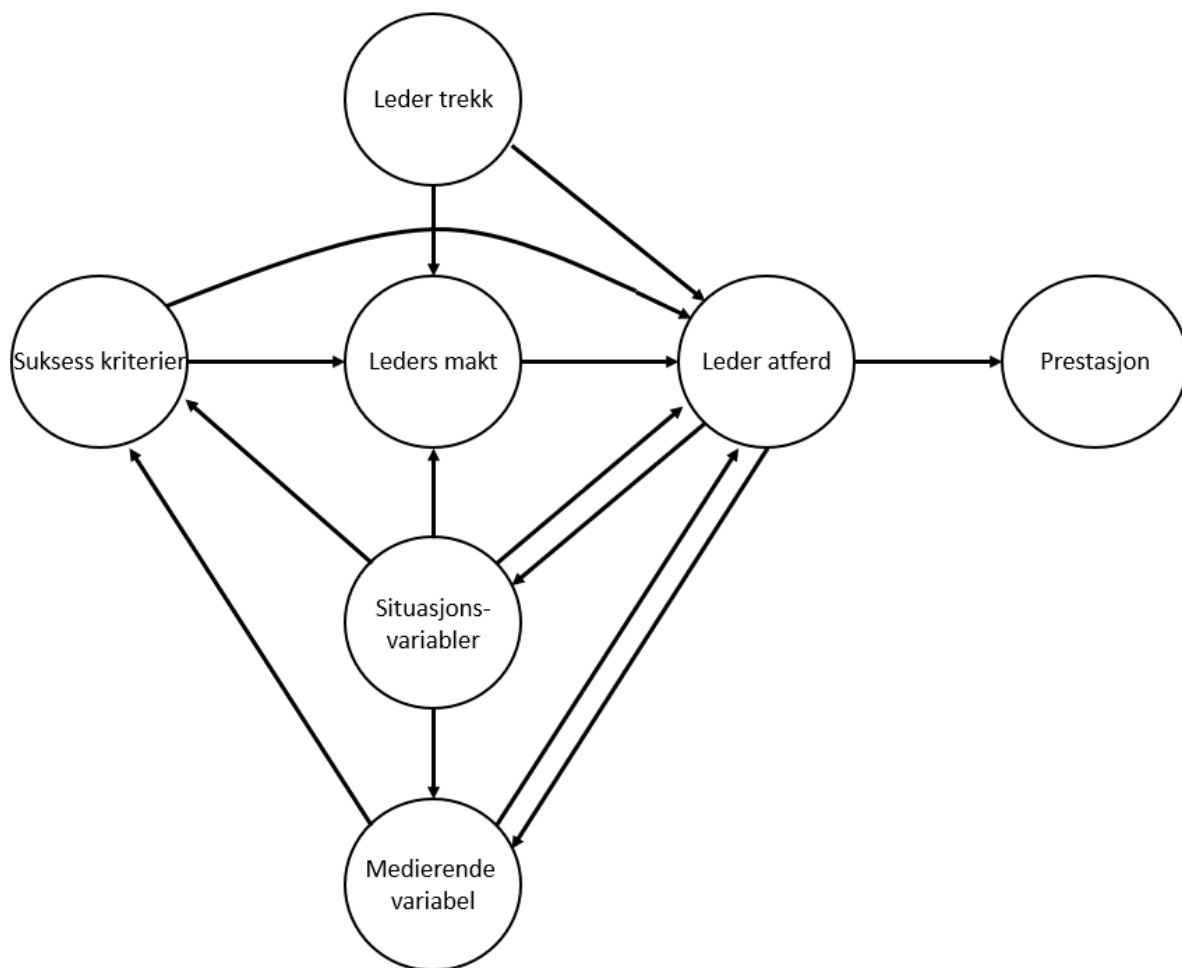 Leder trekk
Suksess kriterier
Leders makt
Leder atferd
Prestasjon
Situasjons-
variabler
Medierende
variabel